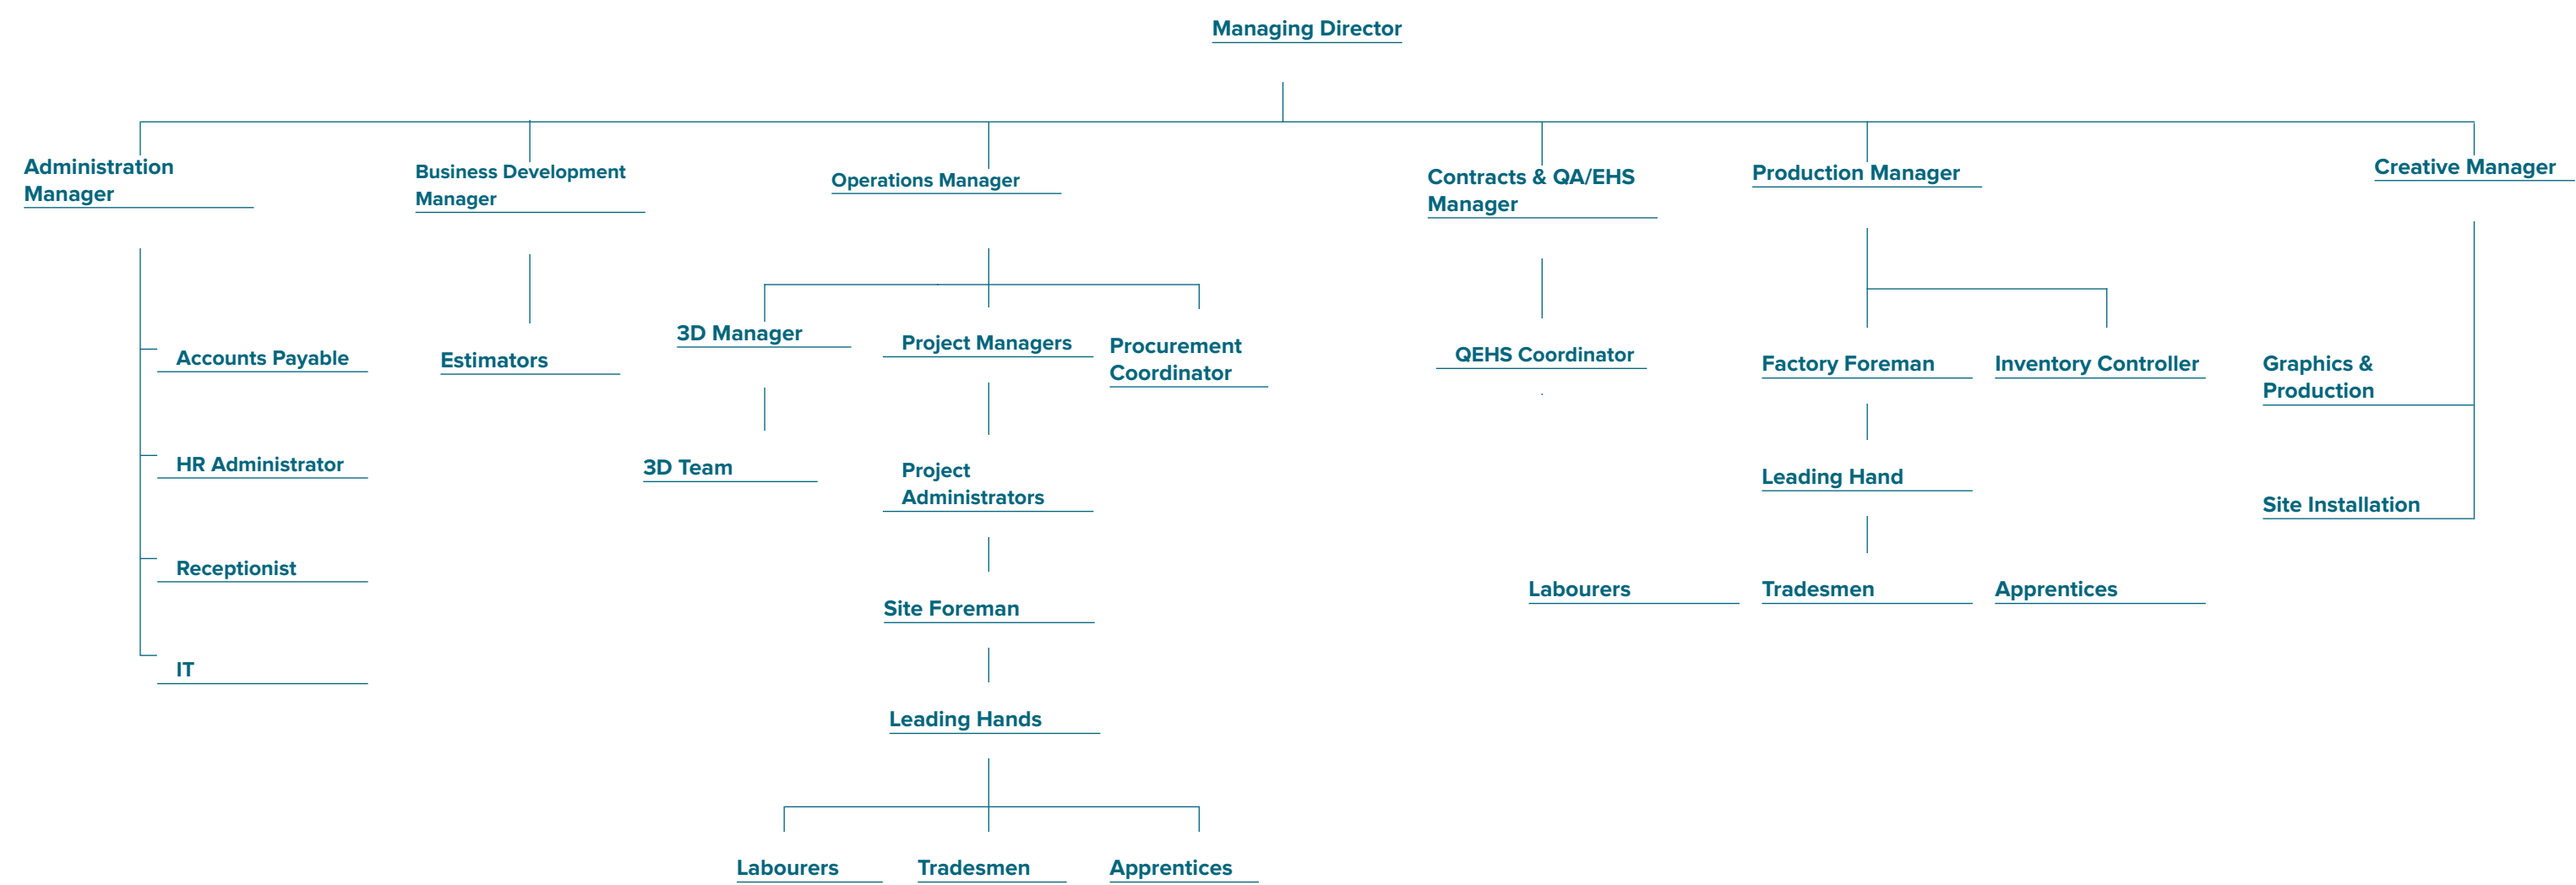 Managing Director
Administration
Manager
Business Development
Manager
Operations Manager
Contracts & QA/EHS
Manager
Production Manager
Creative Manager
Accounts Payable
HR Administrator
Receptionist
IT
Estimators
3D Manager
3D Team
Project Managers
Procurement
Coordinator
Project
Administrators
Site Foreman
Leading Hands
Labourers
Tradesmen
Apprentices
QEHS Coordinator
Factory Foreman
Inventory Controller
Leading Hand
Labourers
Tradesmen
Apprentices
Graphics &
Production
Site Installation